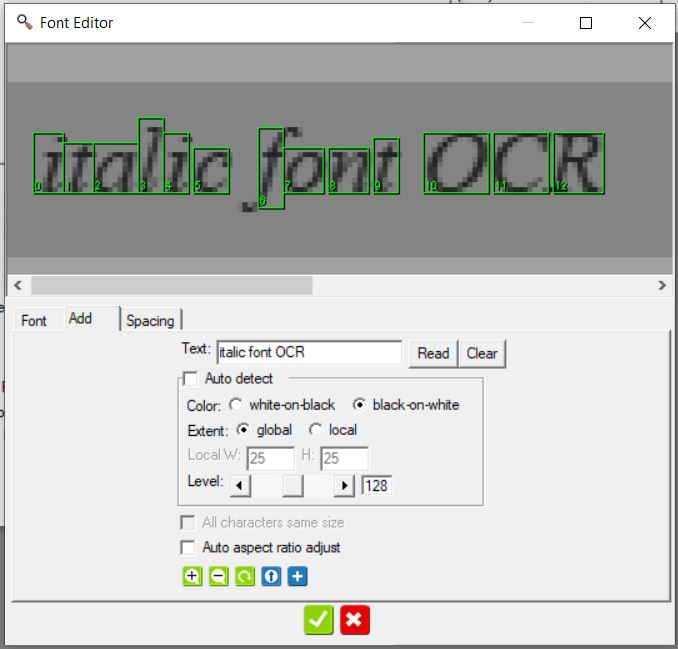 Font Editor
italic font OCR
0 1 2 3 4 5 6 7 8 9 10 11 12
Font Add Spacing
Text: italic font OCR Read Clear
Auto detect
Color: white-on-black black-on-white
Extent: global local
Local W: 25 H: 25
Level: 128
All characters same size
Auto aspect ratio adjust